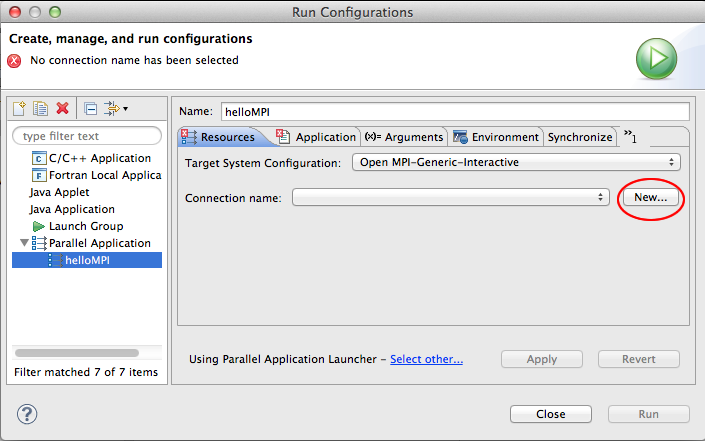 Run Configurations
Create, manage, and run configurations
No connection name has been selected
type filter text
C/C++ Application
Fortran Local Applica
Java Applet
Java Application
Launch Group
Parallel Application
helloMPI
Filter matched 7 of 7 items
Name: helloMPI
Resources Application (x)= Arguments Environment Synchronize »1
Target System Configuration: Open MPI-Generic-Interactive
Connection name: New...
Using Parallel Application Launcher – Select other... Apply Revert
? Close Run